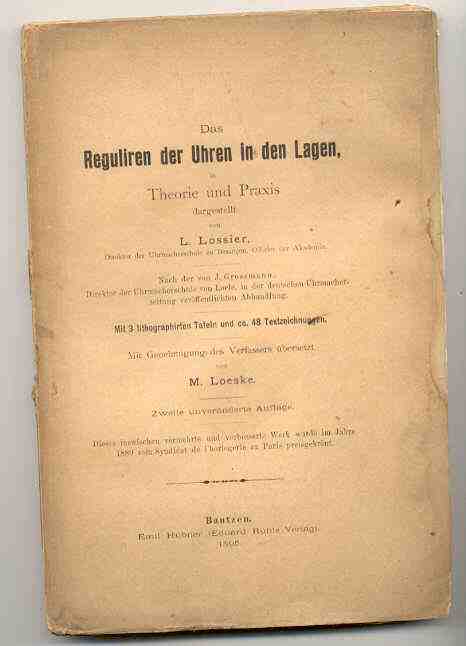 Das
Reguliren der Uhren in den Lagen,
in
Theorie und Praxis
dargestellt
von
L. Lossier,
Direktor der Uhrmacherschule zu Besançon, Offizier der Akademie.
Nach der von J. Grossmann,
Direktor der Uhrmacherschule von Locle, in der deutschen Uhrmacher-
zeitung veröffentlichten Abhandlung.
Mit 3 lithographirten Tafeln und ca. 48 Textzeichnungen.
Mit Genehmigung des Verfassers übersetzt
von
M. Loeske.
Zweite unveränderte Auflage.
Dieses inzwischen vermehrte und verbesserte Werk wurde im Jahre
1889 vom Syndicat de l'horlogerie zu Paris preisgekrönt.
Bautzen.
Emil Hübner (Eduard Rühls Verlag).